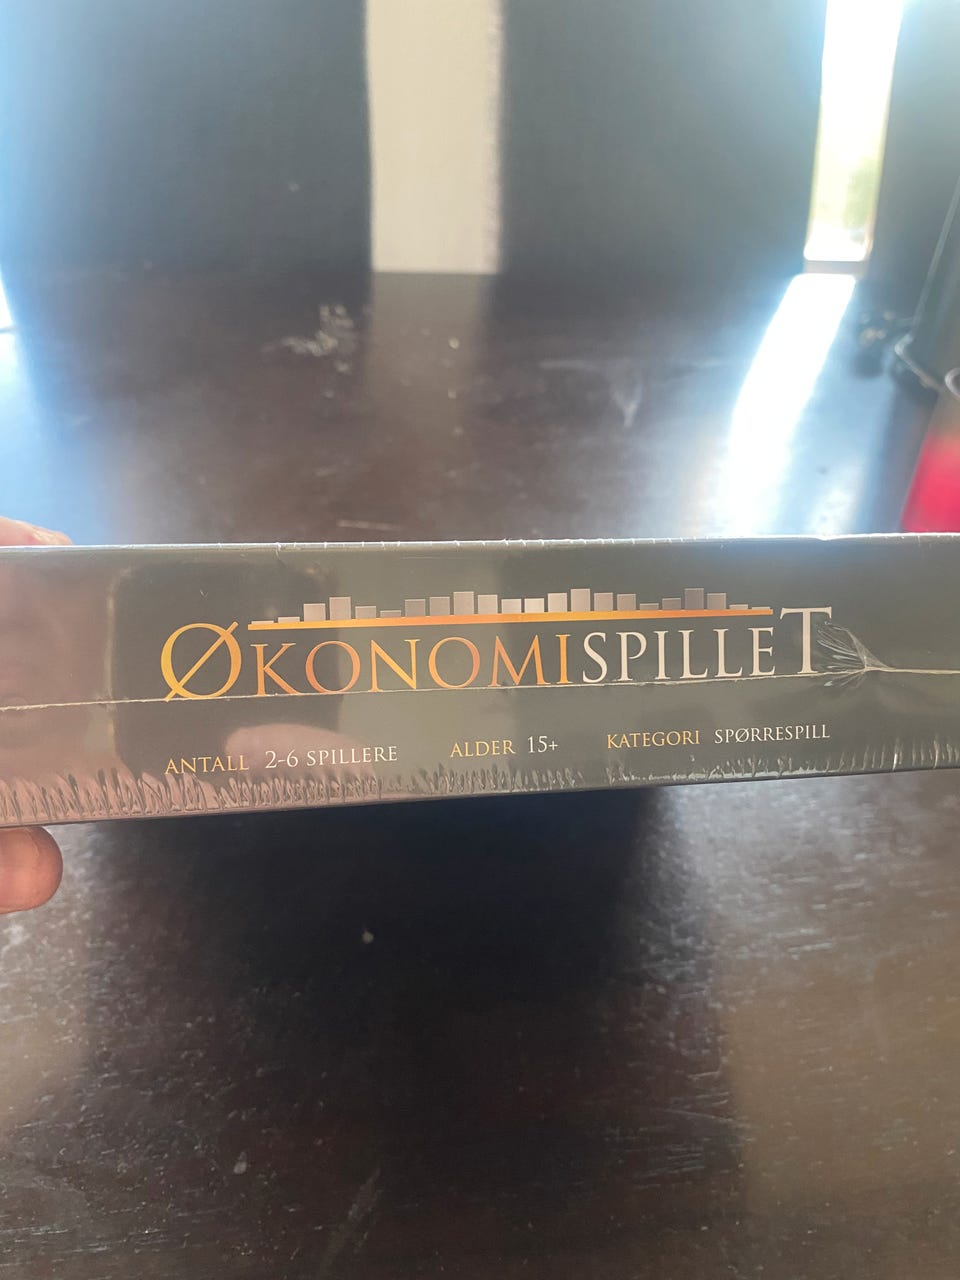 ØKONOMISPILLET
ANTALL 2-6 SPILLERE ALDER 15+ KATEGORI SPØRRESPILL